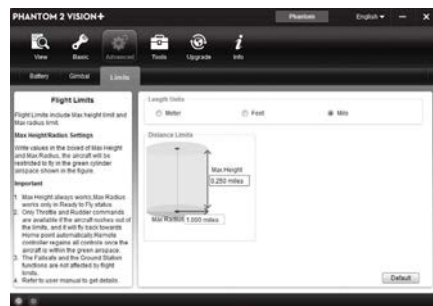 PHANTOM 2 VISION+
Phantom
English
View
Basic
Advanced
Tools
Upgrade
Info
Battery
Gimbal
Limits
Flight Limits
Flight Limits include Max height limit and
Max radius limit.
Max Height/Radius Settings
Write values in the boxed of Max Height
and Max Radius, the aircraft will be
restricted to fly in the green cylinder
airspace shown in the figure.
Important
1 Max Height always works,Max Radius
works only in Ready to Fly status.
2. Only Throttle and Rudder commands
are available if the aircraft rushes out of
the limits, and it will fly back towards
Home point automatically,Remote
controller regains all controls once the
aircraft is within the green airspace.
3. The Failsafe and the Ground Station
functions are not affected by flight
limits.
4. Refer to user manual to get details.
Length Units
Meter
Feet
Mile
Distance Limits
Max Height
0.250 miles
Max Radius 1.000 miles
Default